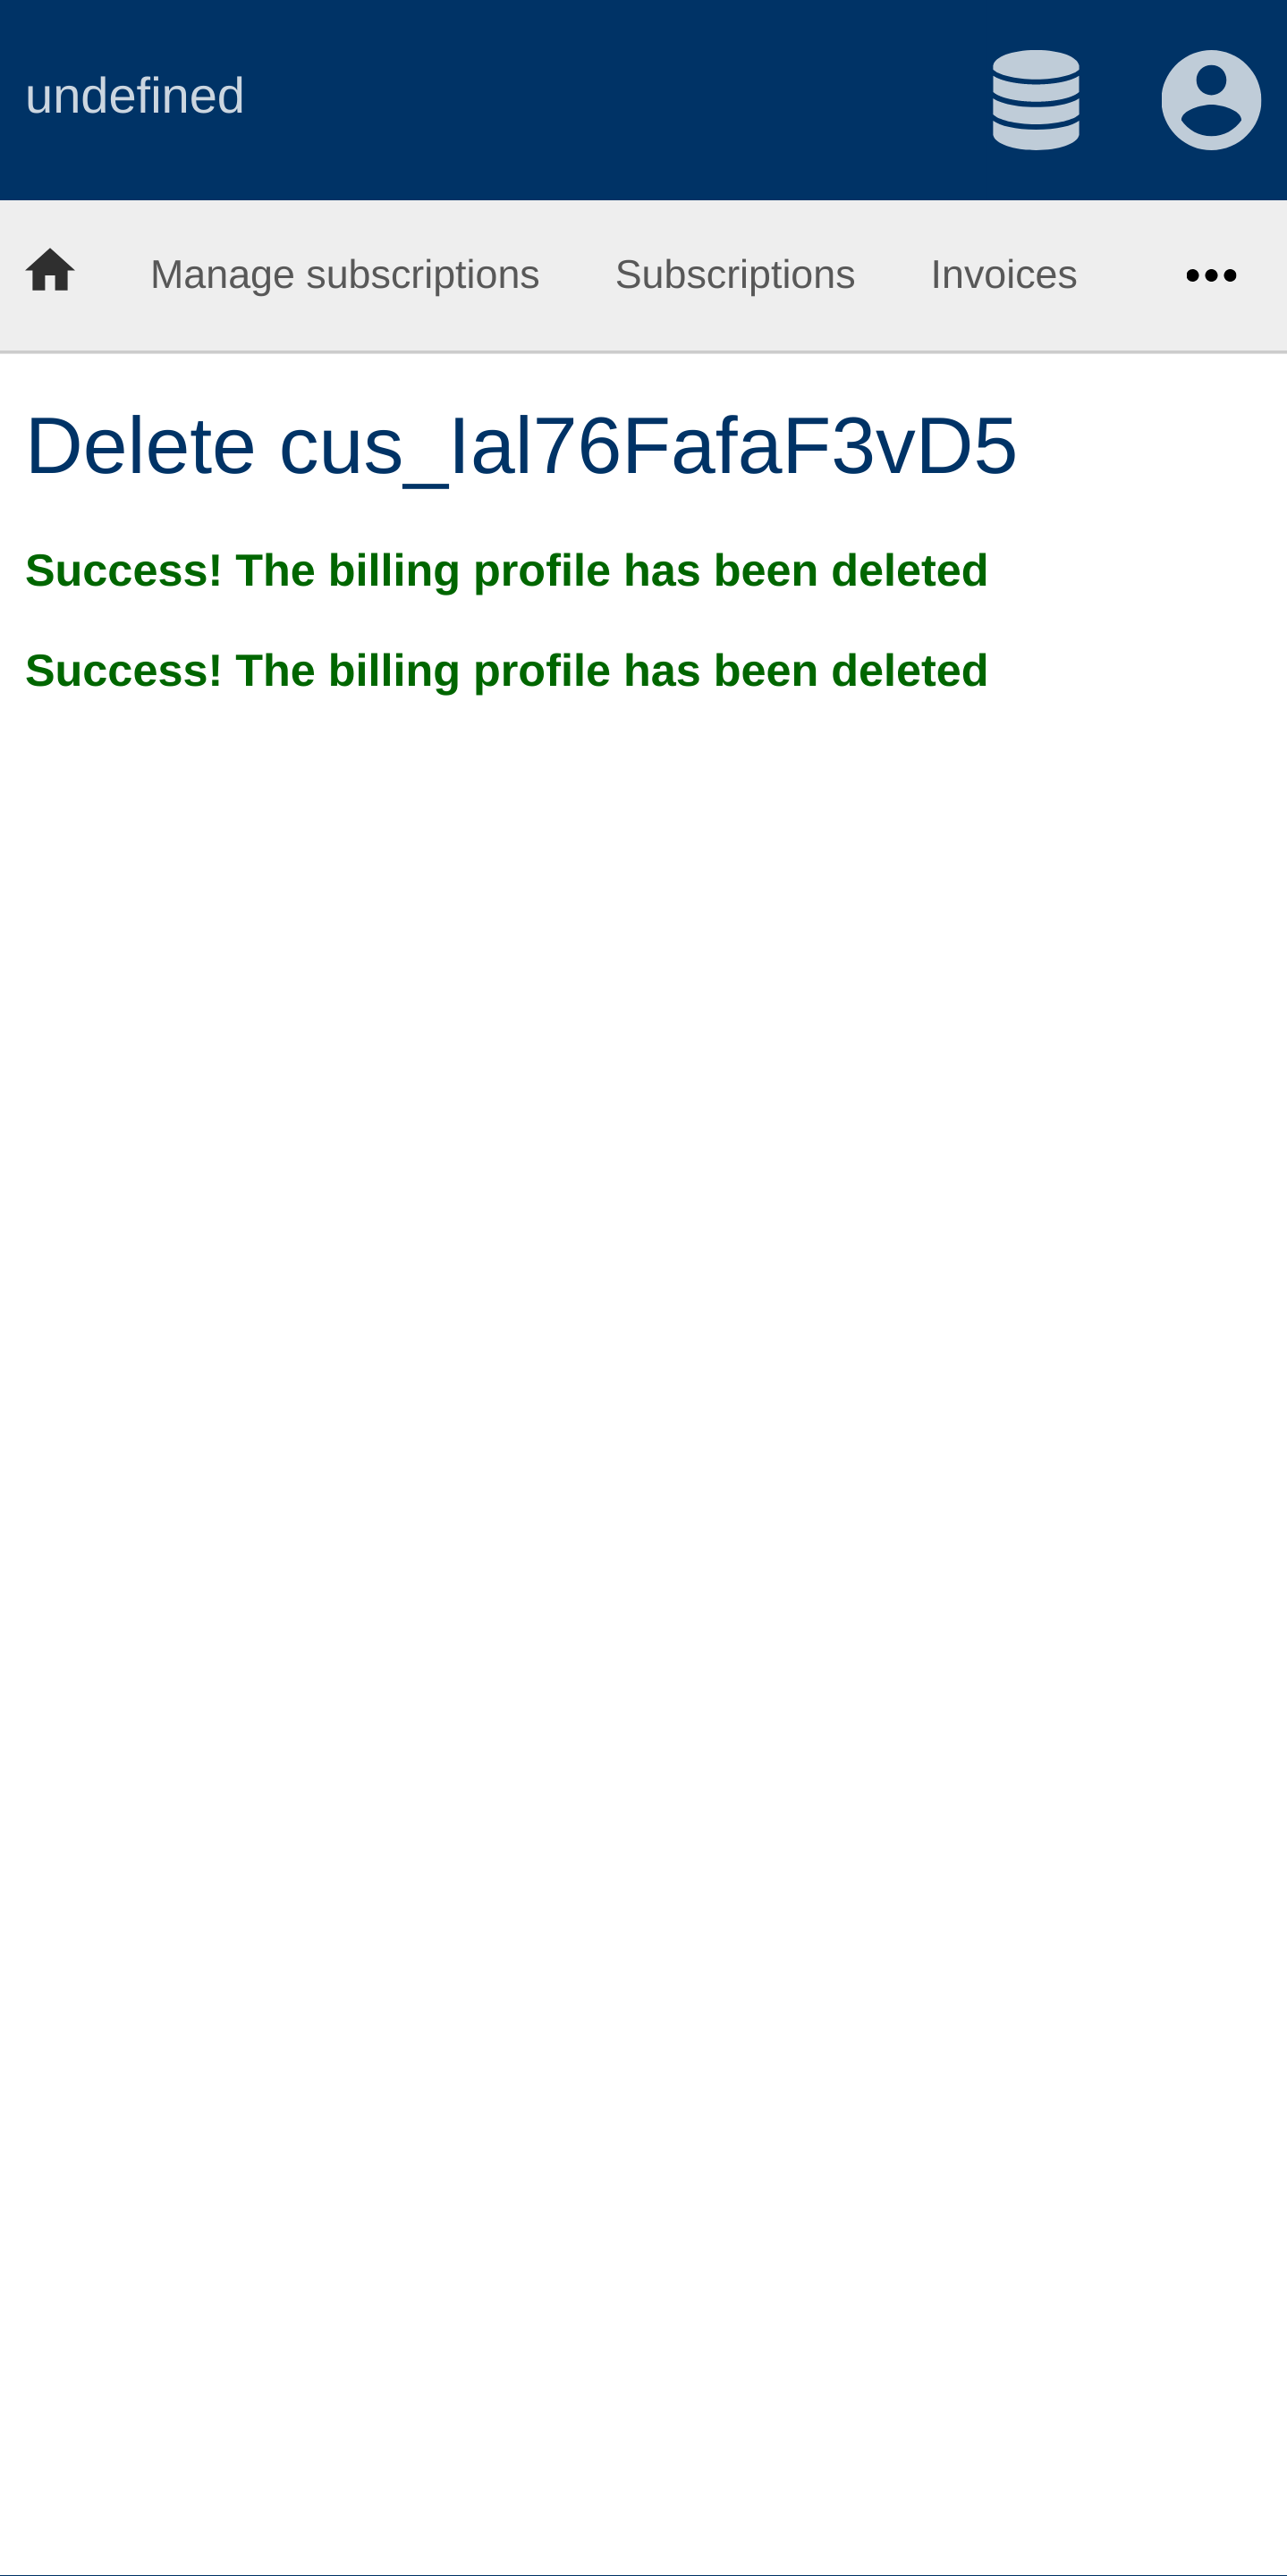 undefined
Manage subscriptions Subscriptions Invoices
Delete cus_Ial76FafaF3vD5
Success! The billing profile has been deleted
Success! The billing profile has been deleted